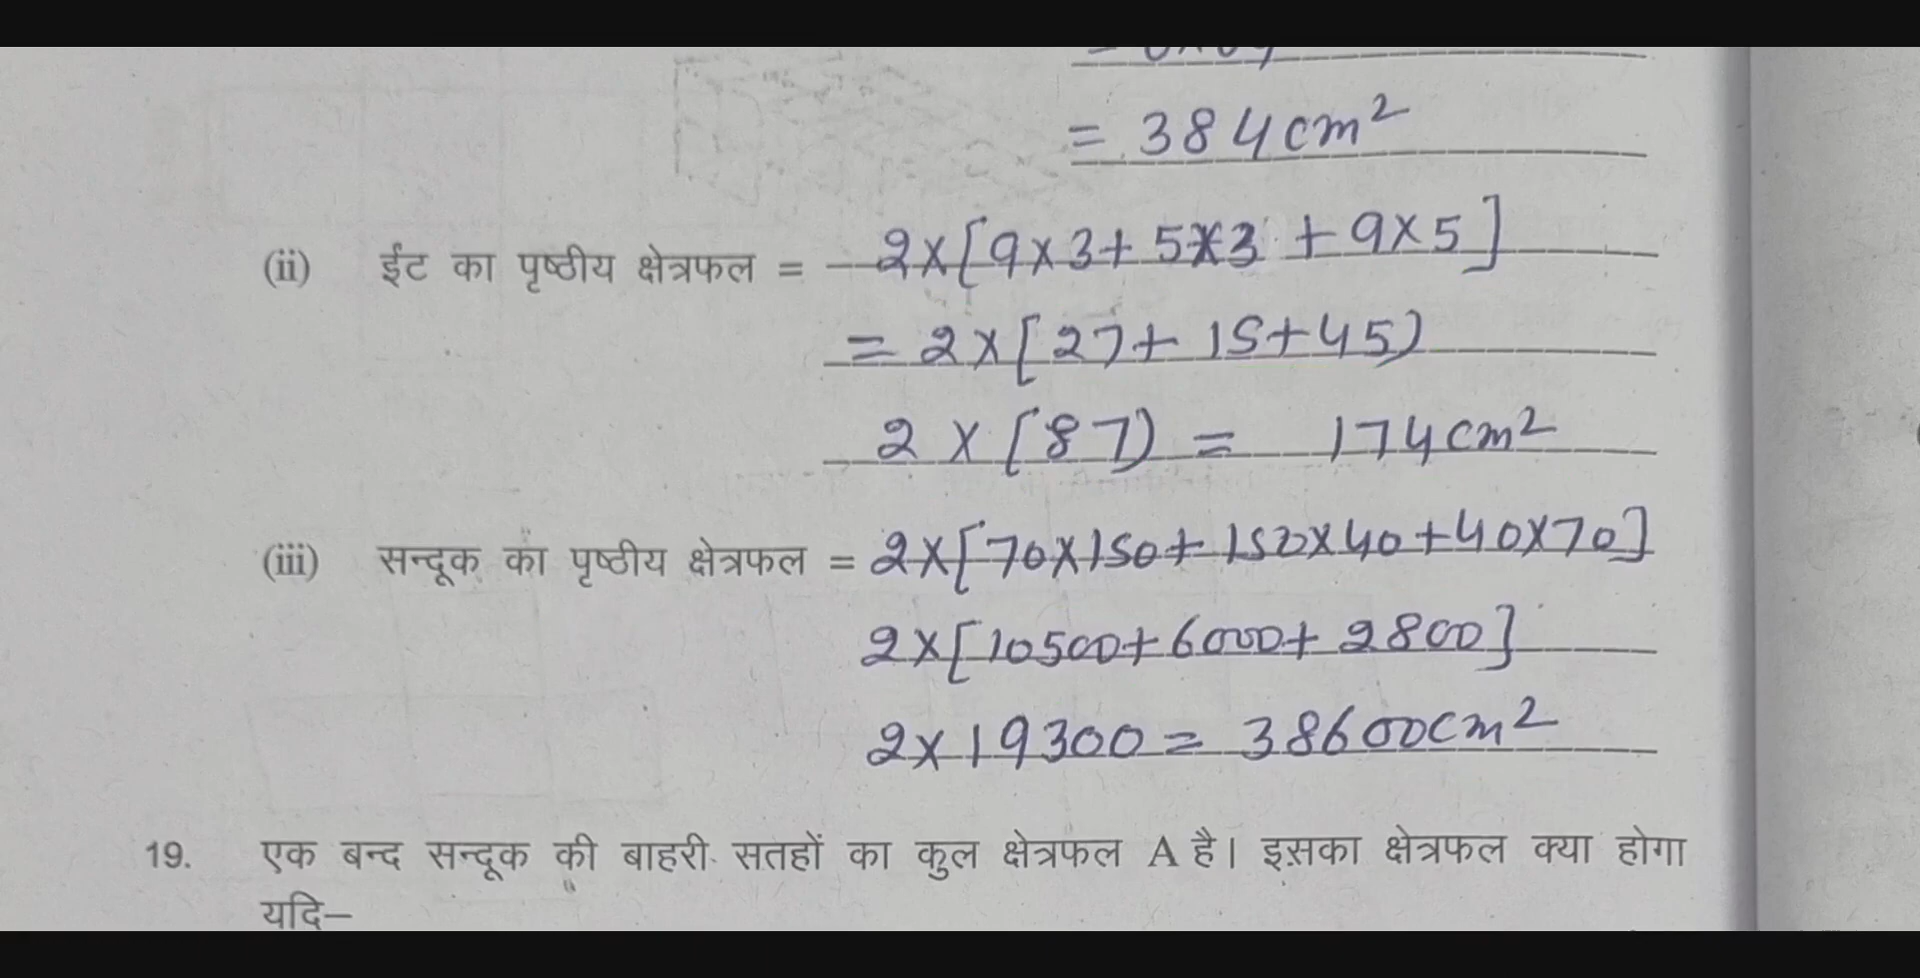 = 384 cm²
(ii) ईंट का पृष्ठीय क्षेत्रफल = 2×[9×3+5×3+9×5]
= 2×[27+15+45)
2×[87) = 174 cm²
(iii) सन्दूक का पृष्ठीय क्षेत्रफल = 2×[70×150+150×40+40×70]
2×[10500+6000+2800]
2×19300 = 38600cm²
19. एक बन्द सन्दूक की बाहरी सतहों का कुल क्षेत्रफल A है। इसका क्षेत्रफल क्या होगा
यदि–